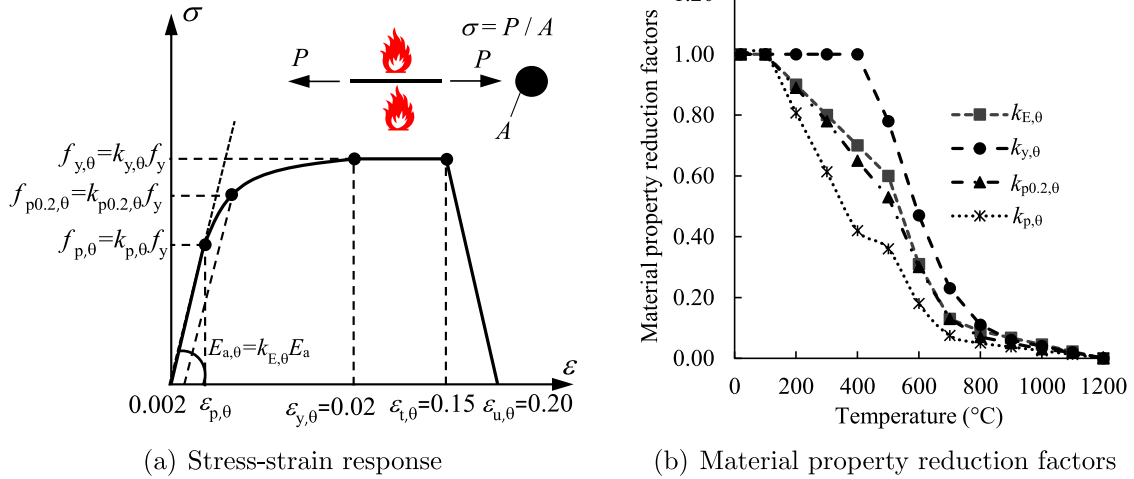 σ
σ = P / A
P
P
A
f_y,θ=k_y,θ f_y
f_p0.2,θ=k_p0.2,θ f_y
f_p,θ=k_p,θ f_y
E_a,θ=k_E,θ E_a
ε
0.002
ε_p,θ
ε_y,θ=0.02
ε_t,θ=0.15
ε_u,θ=0.20
(a) Stress-strain response
Material property reduction factors
1.00
0.80
0.60
0.40
0.20
0.00
0
200
400
600
800
1000
1200
Temperature (°C)
k_E,θ
k_y,θ
k_p0.2,θ
k_p,θ
(b) Material property reduction factors